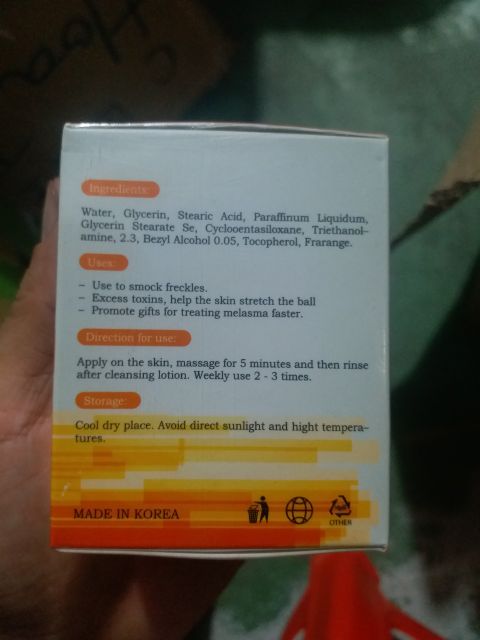 Ingredients:
Water, Glycerin, Stearic Acid, Paraffinum Liquidum,
Glycerin Stearate Se, Cyclooentasiloxane, Triethanol-
amine, 2.3, Bezyl Alcohol 0.05, Tocopherol, Frarange.
Uses:
- Use to smock freckles.
- Excess toxins, help the skin stretch the ball
- Promote gifts for treating melasma faster.
Direction for use:
Apply on the skin, massage for 5 minutes and then rinse
after cleansing lotion. Weekly use 2 - 3 times.
Storage:
Cool dry place. Avoid direct sunlight and hight tempera-
tures.
MADE IN KOREA
OTHER